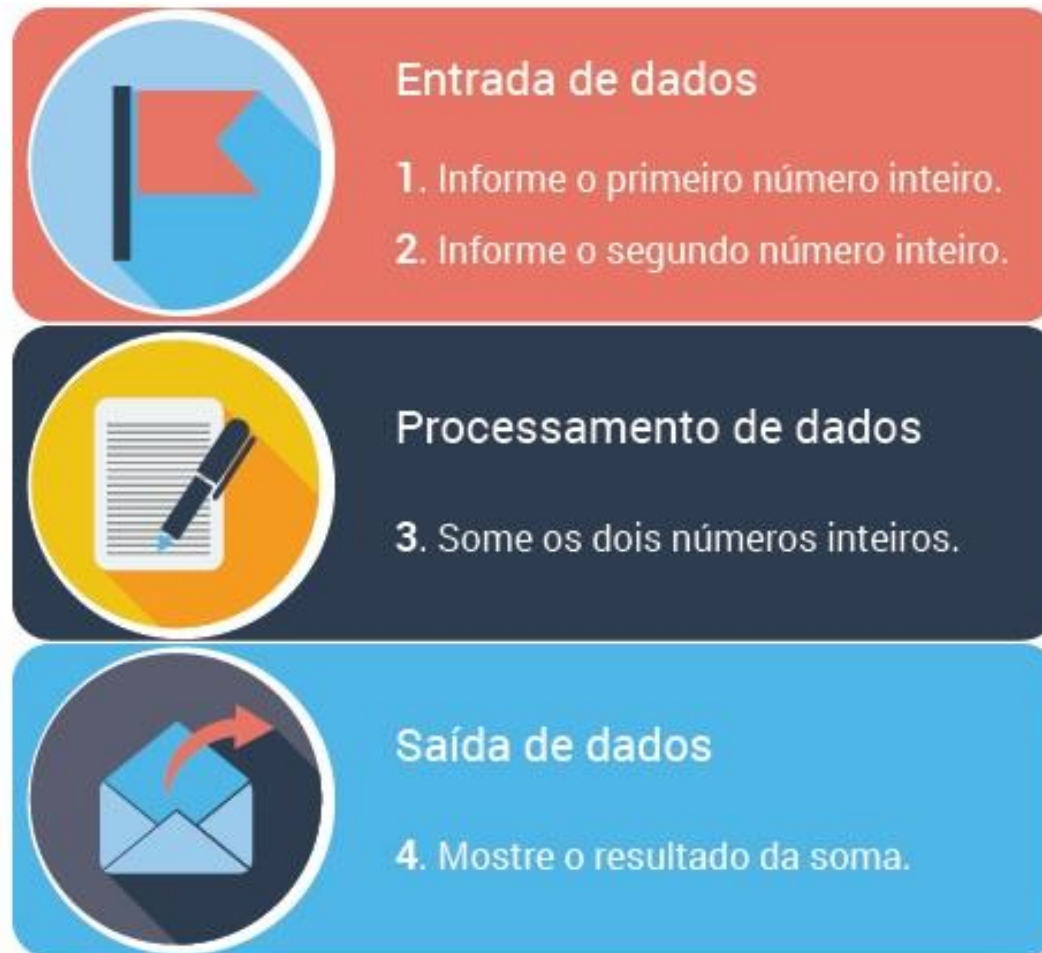 Entrada de dados
1. Informe o primeiro número inteiro.
2. Informe o segundo número inteiro.
Processamento de dados
3. Some os dois números inteiros.
Saída de dados
4. Mostre o resultado da soma.